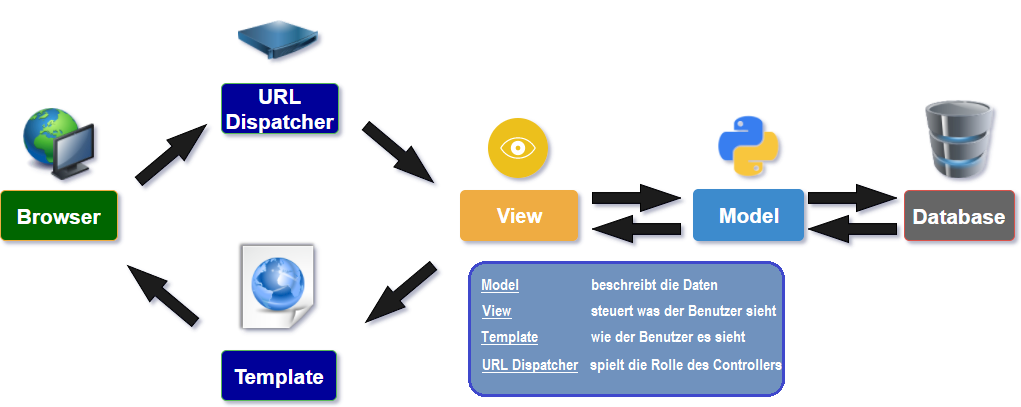 URL
Dispatcher
Browser
View
Model
Database
Template
Model beschreibt die Daten
View steuert was der Benutzer sieht
Template wie der Benutzer es sieht
URL Dispatcher spielt die Rolle des Controllers